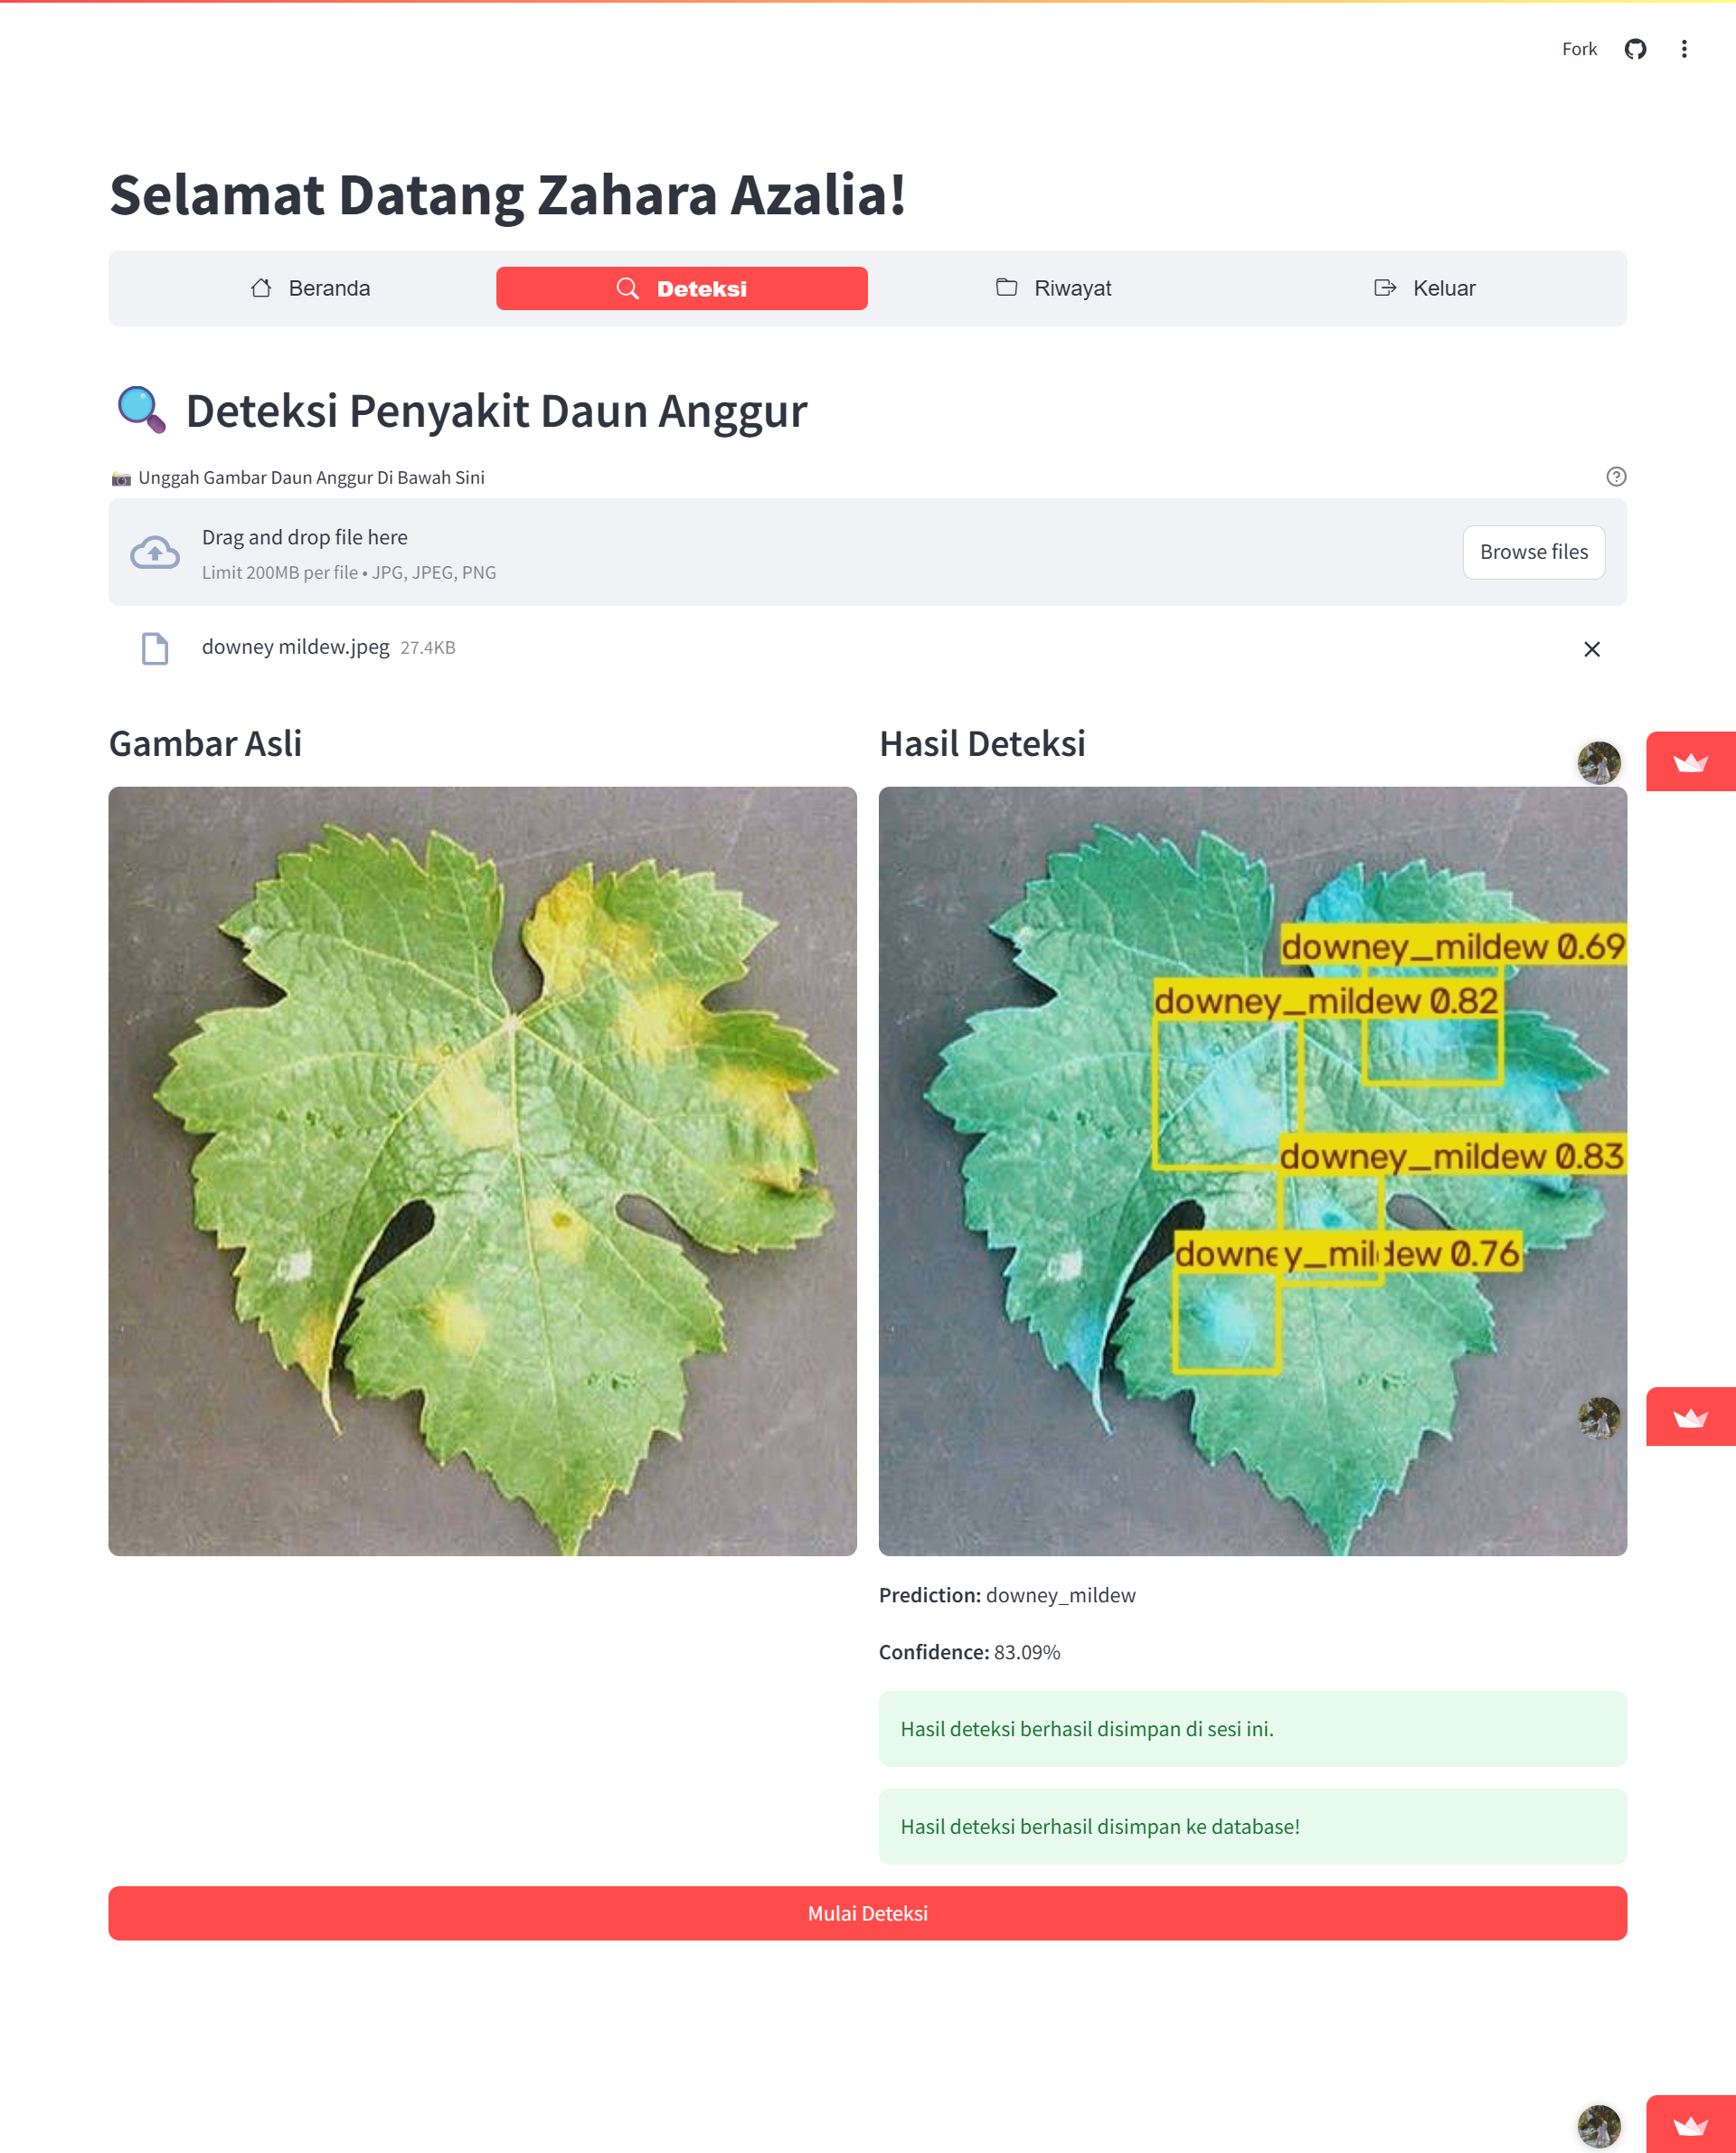 Fork
Selamat Datang Zahara Azalia!
Beranda
Deteksi
Riwayat
Keluar
Deteksi Penyakit Daun Anggur
Unggah Gambar Daun Anggur Di Bawah Sini
Drag and drop file here
Limit 200MB per file • JPG, JPEG, PNG
Browse files
downey mildew.jpeg 27.4KB
Gambar Asli
Hasil Deteksi
downey_mildew 0.69
downey_mildew 0.82
downey_mildew 0.83
downey_mildew 0.76
Prediction: downey_mildew
Confidence: 83.09%
Hasil deteksi berhasil disimpan di sesi ini.
Hasil deteksi berhasil disimpan ke database!
Mulai Deteksi